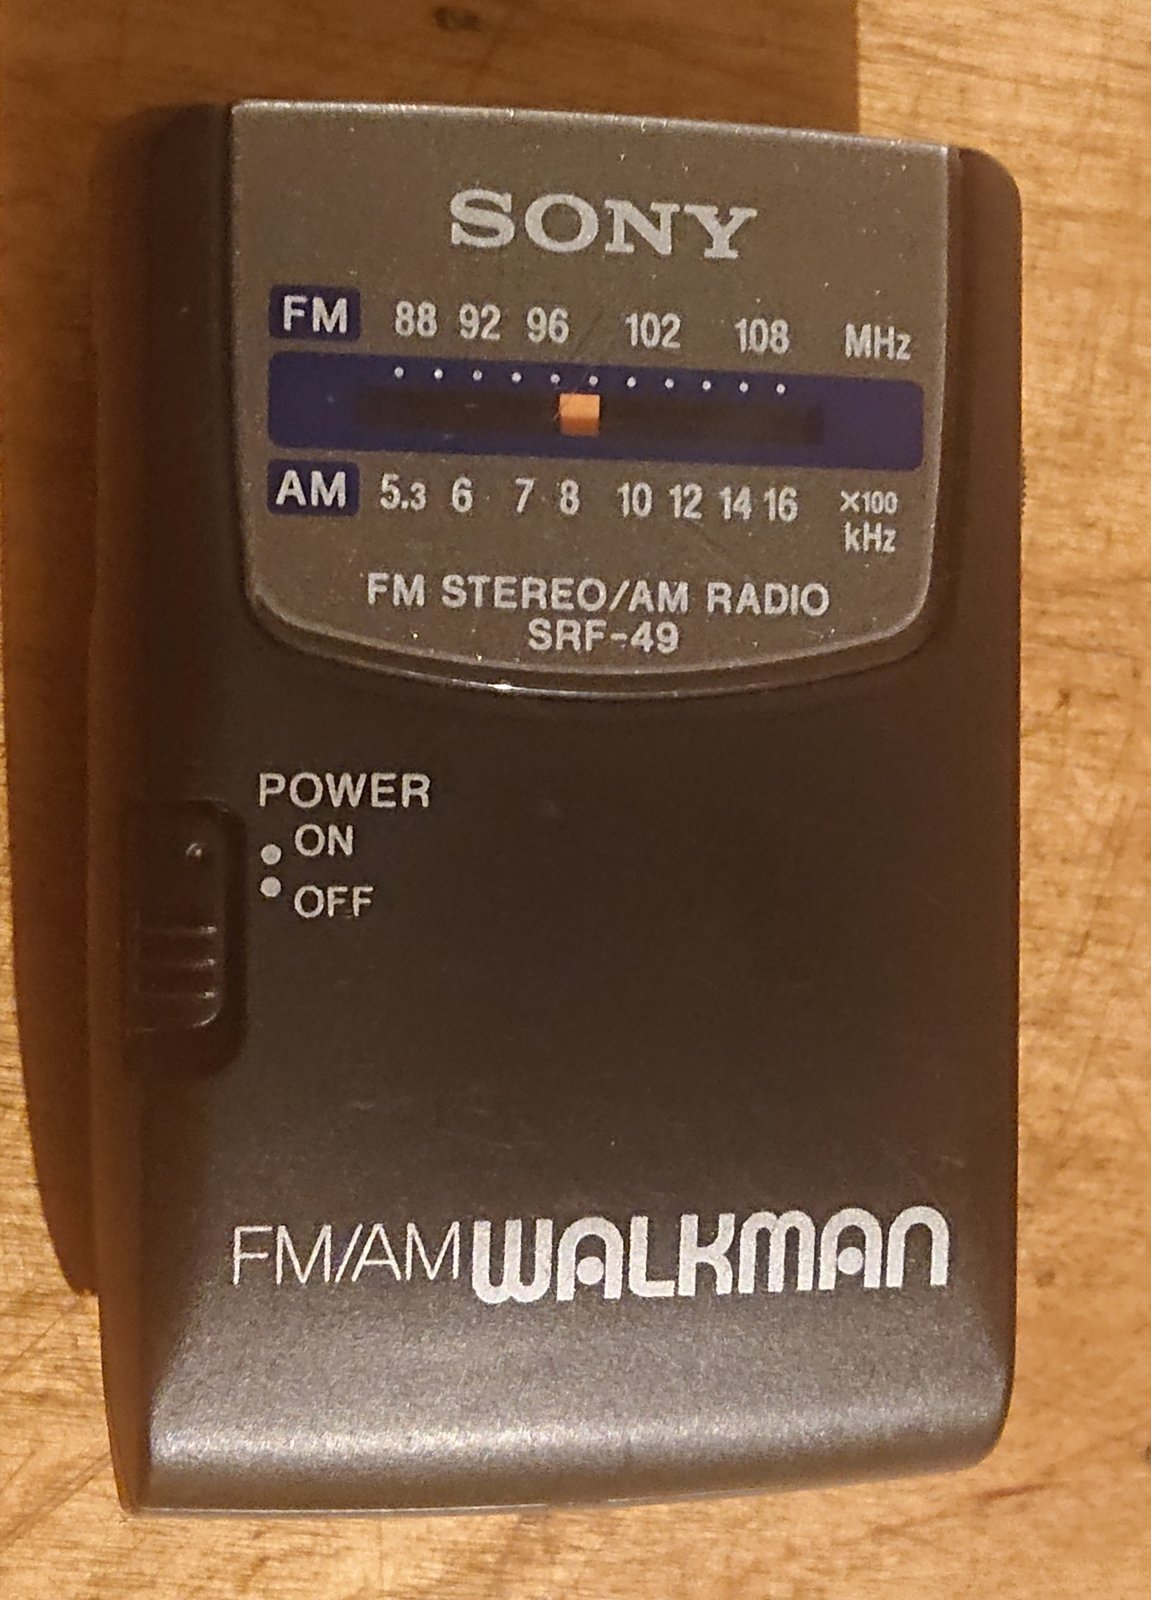 SONY
FM 88 92 96 102 108 MHz
AM 5.3 6 7 8 10 12 14 16 ×100 kHz
FM STEREO/AM RADIO
SRF-49
POWER
ON
OFF
FM/AM WALKMAN